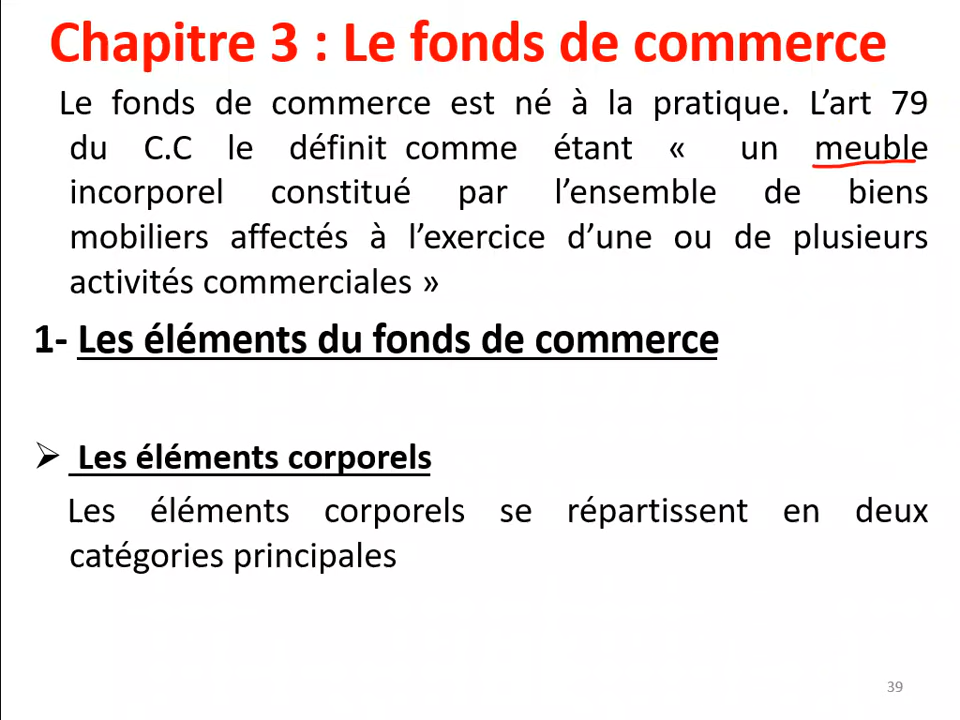 Chapitre 3 : Le fonds de commerce
Le fonds de commerce est né à la pratique. L’art 79
du C.C le définit comme étant « un meuble
incorporel constitué par l’ensemble de biens
mobiliers affectés à l’exercice d’une ou de plusieurs
activités commerciales »
1- Les éléments du fonds de commerce
➢ Les éléments corporels
Les éléments corporels se répartissent en deux
catégories principales
39